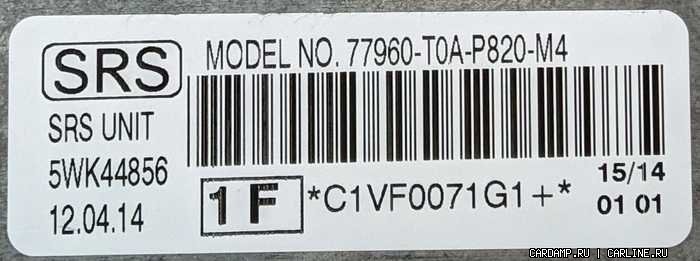 SRS
MODEL NO. 77960-T0A-P820-M4
SRS UNIT
5WK44856
12.04.14
1 F
*C1VF0071G1+*
15/14
01 01
CARDAMP.RU | CARLINE.RU